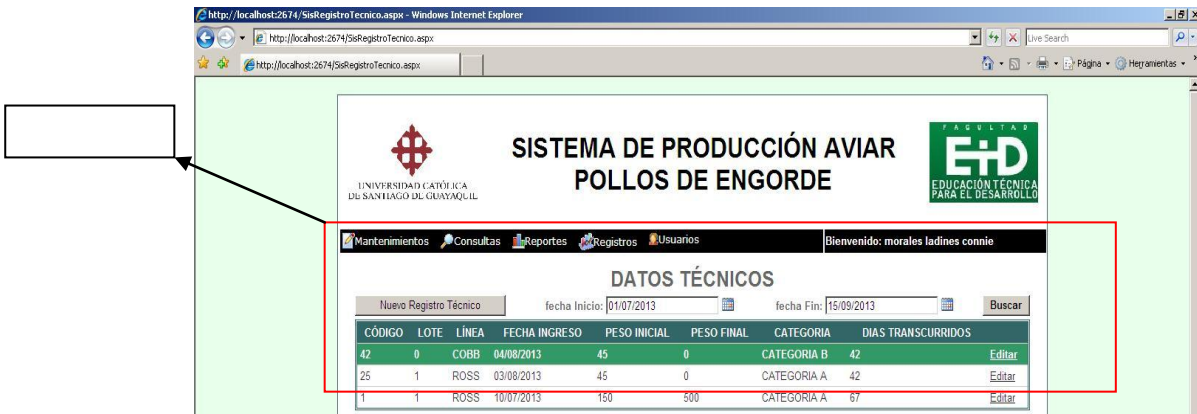 http://localhost:2674/SisRegistroTecnico.aspx - Windows Internet Explorer
http://localhost:2674/SisRegistroTecnico.aspx
Live Search
http://localhost:2674/SisRegistroTecnico.aspx
Página
Herramientas
UNIVERSIDAD CATÓLICA
DE SANTIAGO DE GUAYAQUIL
SISTEMA DE PRODUCCIÓN AVIAR
POLLOS DE ENGORDE
FACULTAD
EiD
EDUCACIÓN TÉCNICA
PARA EL DESARROLLO
Mantenimientos Consultas Reportes Registros Usuarios Bienvenido: morales ladines connie
DATOS TÉCNICOS
Nuevo Registro Técnico fecha Inicio: 01/07/2013 fecha Fin: 15/09/2013 Buscar
CÓDIGO LOTE LÍNEA FECHA INGRESO PESO INICIAL PESO FINAL CATEGORIA DIAS TRANSCURRIDOS
42 0 COBB 04/08/2013 45 0 CATEGORIA B 42 Editar
25 1 ROSS 03/08/2013 45 0 CATEGORIA A 42 Editar
1 1 ROSS 10/07/2013 150 500 CATEGORIA A 67 Editar